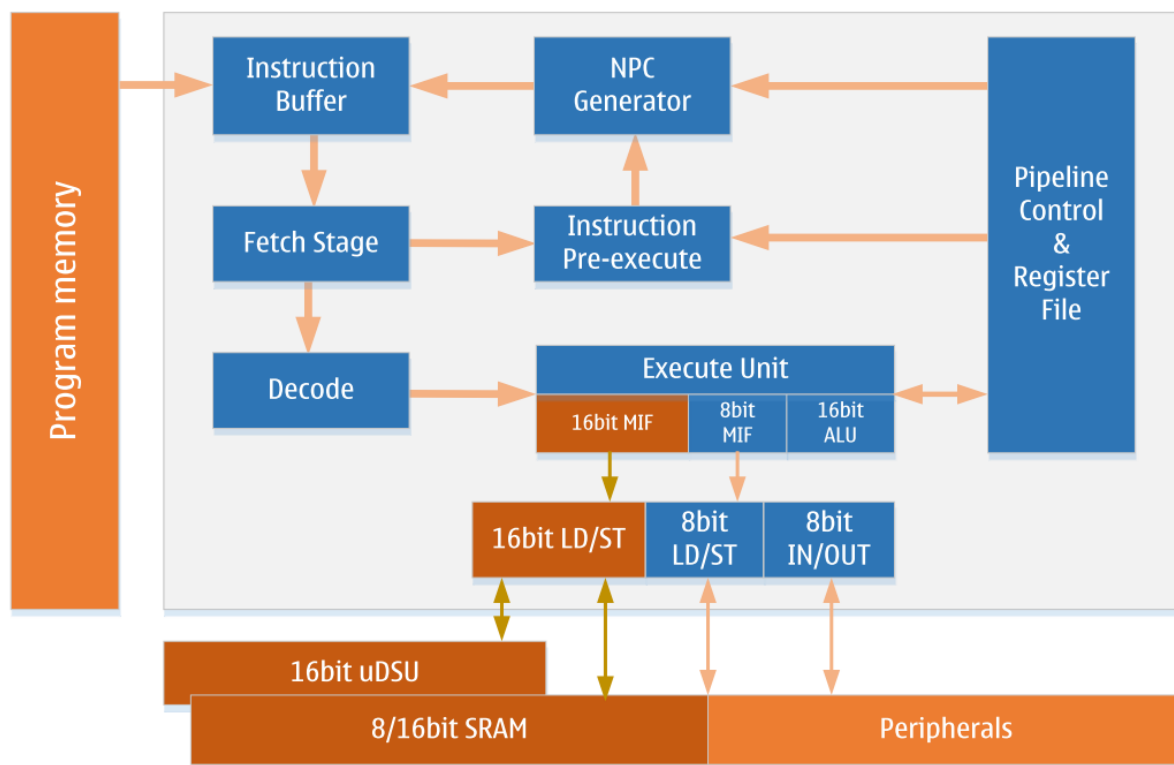 Program memory
Instruction
Buffer
NPC
Generator
Pipeline
Control
&
Register
File
Fetch Stage
Instruction
Pre-execute
Decode
Execute Unit
16bit MIF
8bit
MIF
16bit
ALU
16bit LD/ST
8bit
LD/ST
8bit
IN/OUT
16bit uDSU
8/16bit SRAM
Peripherals